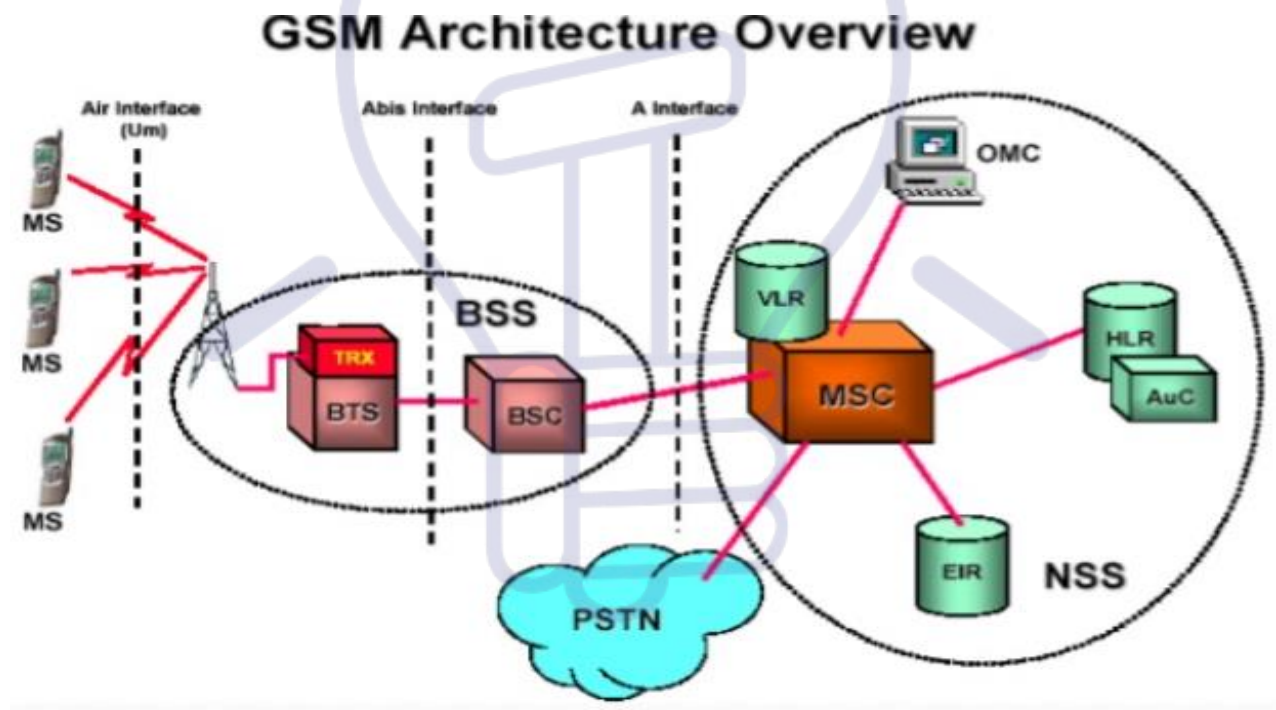 GSM Architecture Overview
Air Interface
(Um)
Abis Interface
A Interface
OMC
MS
VLR
BSS
HLR
TRX
MS
MSC
AuC
BTS
BSC
MS
EIR
NSS
PSTN